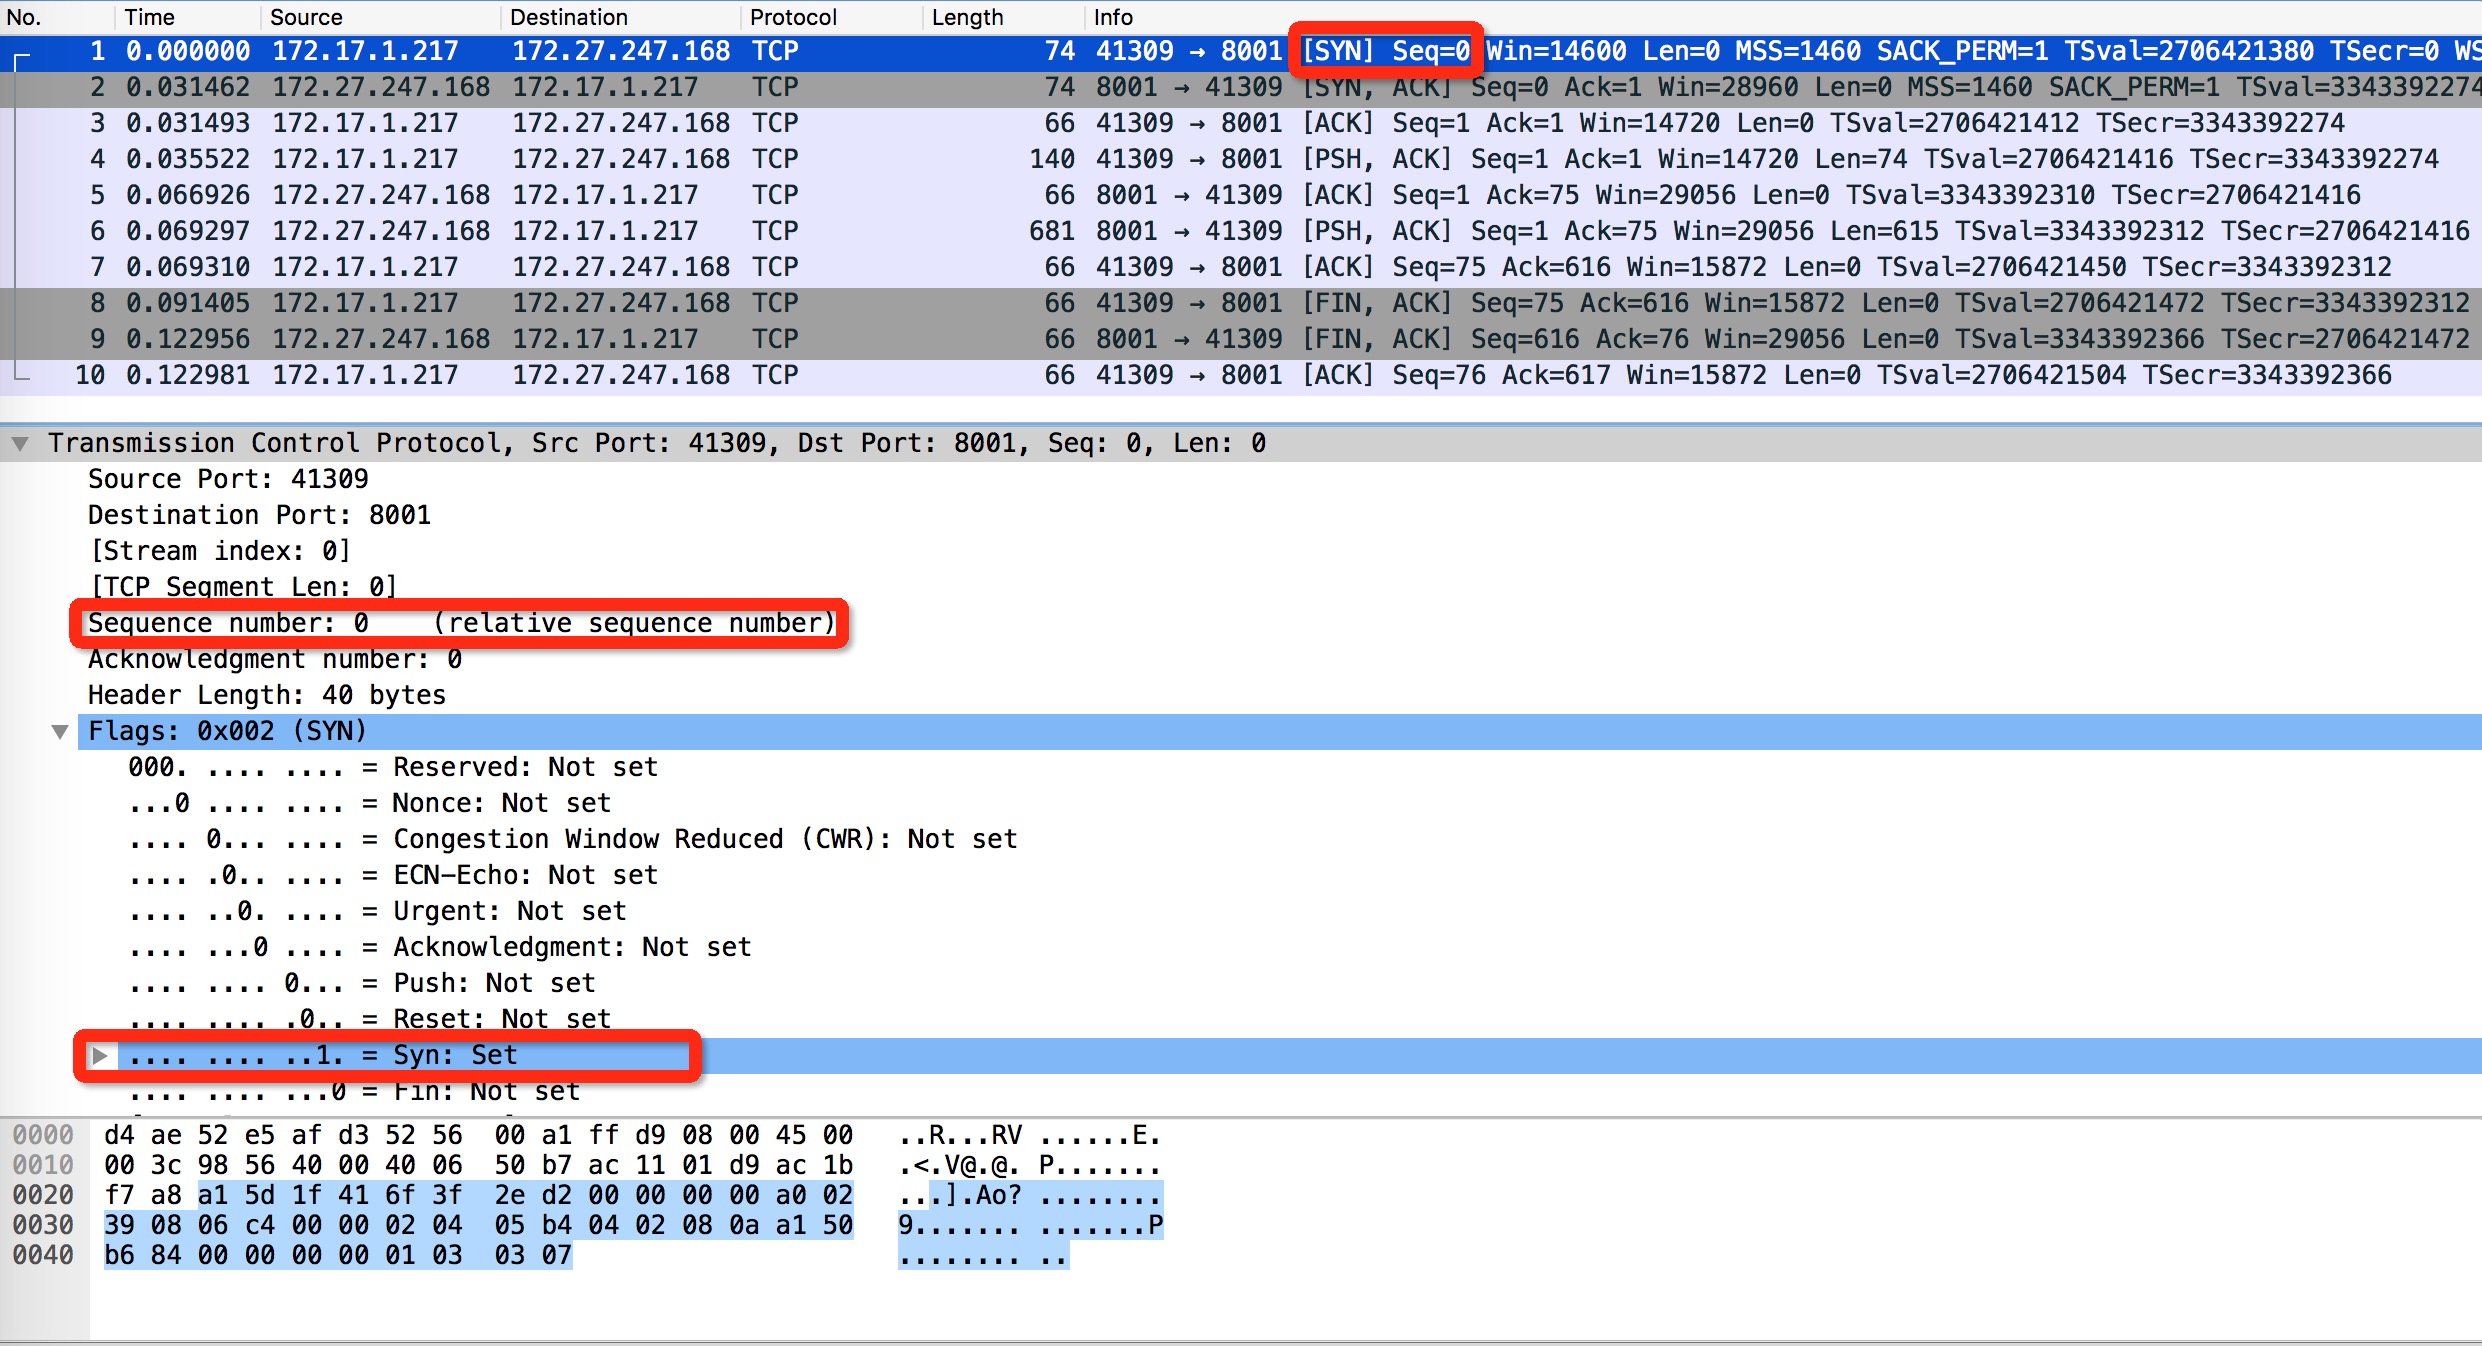 No. Time Source Destination Protocol Length Info
1 0.000000 172.17.1.217 172.27.247.168 TCP 74 41309 → 8001 [SYN] Seq=0 Win=14600 Len=0 MSS=1460 SACK_PERM=1 TSval=2706421380 TSecr=0 WS
2 0.031462 172.27.247.168 172.17.1.217 TCP 74 8001 → 41309 [SYN, ACK] Seq=0 Ack=1 Win=28960 Len=0 MSS=1460 SACK_PERM=1 TSval=3343392274
3 0.031493 172.17.1.217 172.27.247.168 TCP 66 41309 → 8001 [ACK] Seq=1 Ack=1 Win=14720 Len=0 TSval=2706421412 TSecr=3343392274
4 0.035522 172.17.1.217 172.27.247.168 TCP 140 41309 → 8001 [PSH, ACK] Seq=1 Ack=1 Win=14720 Len=74 TSval=2706421416 TSecr=3343392274
5 0.066926 172.27.247.168 172.17.1.217 TCP 66 8001 → 41309 [ACK] Seq=1 Ack=75 Win=29056 Len=0 TSval=3343392310 TSecr=2706421416
6 0.069297 172.27.247.168 172.17.1.217 TCP 681 8001 → 41309 [PSH, ACK] Seq=1 Ack=75 Win=29056 Len=615 TSval=3343392312 TSecr=2706421416
7 0.069310 172.17.1.217 172.27.247.168 TCP 66 41309 → 8001 [ACK] Seq=75 Ack=616 Win=15872 Len=0 TSval=2706421450 TSecr=3343392312
8 0.091405 172.17.1.217 172.27.247.168 TCP 66 41309 → 8001 [FIN, ACK] Seq=75 Ack=616 Win=15872 Len=0 TSval=2706421472 TSecr=3343392312
9 0.122956 172.27.247.168 172.17.1.217 TCP 66 8001 → 41309 [FIN, ACK] Seq=616 Ack=76 Win=29056 Len=0 TSval=3343392366 TSecr=2706421472
10 0.122981 172.17.1.217 172.27.247.168 TCP 66 41309 → 8001 [ACK] Seq=76 Ack=617 Win=15872 Len=0 TSval=2706421504 TSecr=3343392366
Transmission Control Protocol, Src Port: 41309, Dst Port: 8001, Seq: 0, Len: 0
Source Port: 41309
Destination Port: 8001
[Stream index: 0]
[TCP Segment Len: 0]
Sequence number: 0 (relative sequence number)
Acknowledgment number: 0
Header Length: 40 bytes
Flags: 0x002 (SYN)
000. .... .... = Reserved: Not set
...0 .... .... = Nonce: Not set
.... 0... .... = Congestion Window Reduced (CWR): Not set
.... .0.. .... = ECN-Echo: Not set
.... ..0. .... = Urgent: Not set
.... ...0 .... = Acknowledgment: Not set
.... .... 0... = Push: Not set
.... .... .0.. = Reset: Not set
.... .... ..1. = Syn: Set
.... .... ...0 = Fin: Not set
0000 d4 ae 52 e5 af d3 52 56 00 a1 ff d9 08 00 45 00 ..R...RV ......E.
0010 00 3c 98 56 40 00 40 06 50 b7 ac 11 01 d9 ac 1b .<.V@.@. P.......
0020 f7 a8 a1 5d 1f 41 6f 3f 2e d2 00 00 00 00 a0 02 ...].Ao? ........
0030 39 08 06 c4 00 00 02 04 05 b4 04 02 08 0a a1 50 9....... .......P
0040 b6 84 00 00 00 00 01 03 03 07 ........ ..